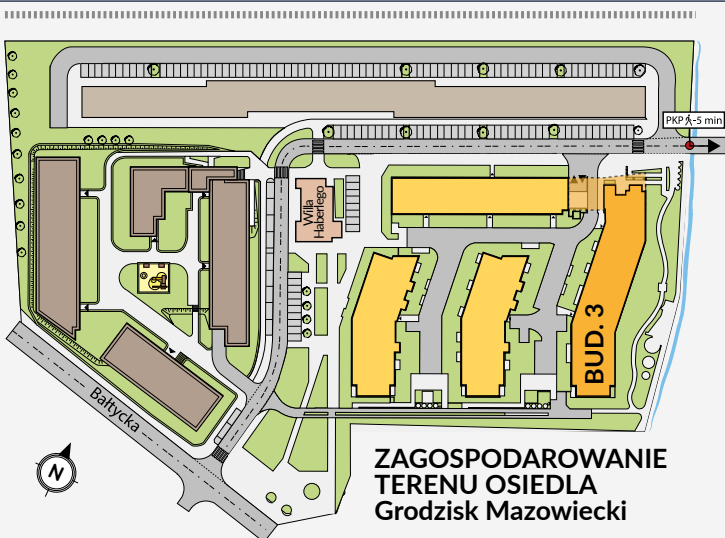 PKP -5 min
Willa
Haberlego
BUD. 3
Bałtycka
N
ZAGOSPODAROWANIE
TERENU OSIEDLA
Grodzisk Mazowiecki